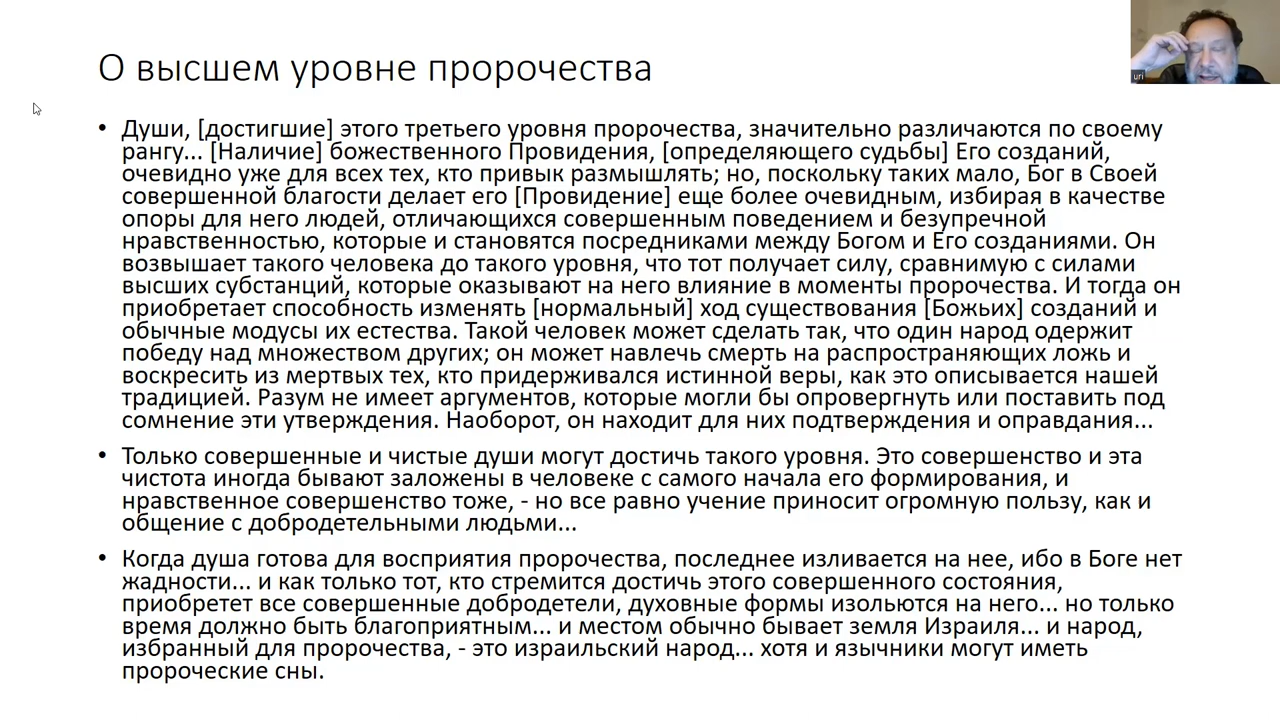 О высшем уровне пророчества
uri
• Души, [достигшие] этого третьего уровня пророчества, значительно различаются по своему
рангу... [Наличие] божественного Провидения, [определяющего судьбы] Его созданий,
очевидно уже для всех тех, кто привык размышлять; но, поскольку таких мало, Бог в Своей
совершенной благости делает его [Провидение] еще более очевидным, избирая в качестве
опоры для него людей, отличающихся совершенным поведением и безупречной
нравственностью, которые и становятся посредниками между Богом и Его созданиями. Он
возвышает такого человека до такого уровня, что тот получает силу, сравнимую с силами
высших субстанций, которые оказывают на него влияние в моменты пророчества. И тогда он
приобретает способность изменять [нормальный] ход существования [Божьих] созданий и
обычные модусы их естества. Такой человек может сделать так, что один народ одержит
победу над множеством других; он может навлечь смерть на распространяющих ложь и
воскресить из мертвых тех, кто придерживался истинной веры, как это описывается нашей
традицией. Разум не имеет аргументов, которые могли бы опровергнуть или поставить под
сомнение эти утверждения. Наоборот, он находит для них подтверждения и оправдания...
• Только совершенные и чистые души могут достичь такого уровня. Это совершенство и эта
чистота иногда бывают заложены в человеке с самого начала его формирования, и
нравственное совершенство тоже, - но все равно учение приносит огромную пользу, как и
общение с добродетельными людьми...
• Когда душа готова для восприятия пророчества, последнее изливается на нее, ибо в Боге нет
жадности... и как только тот, кто стремится достичь этого совершенного состояния,
приобретет все совершенные добродетели, духовные формы изольются на него... но только
время должно быть благоприятным... и местом обычно бывает земля Израиля... и народ,
избранный для пророчества, - это израильский народ... хотя и язычники могут иметь
пророческие сны.